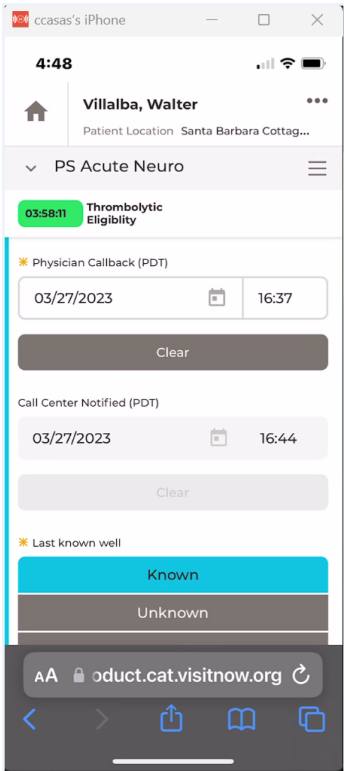 ccasas's iPhone
4:48
Villalba, Walter
Patient Location Santa Barbara Cottag...
PS Acute Neuro
03:58:11 Thrombolytic
Eligiblity
✳ Physician Callback (PDT)
03/27/2023 16:37
Clear
Call Center Notified (PDT)
03/27/2023 16:44
Clear
✳ Last known well
Known
Unknown
AA oduct.cat.visitnow.org